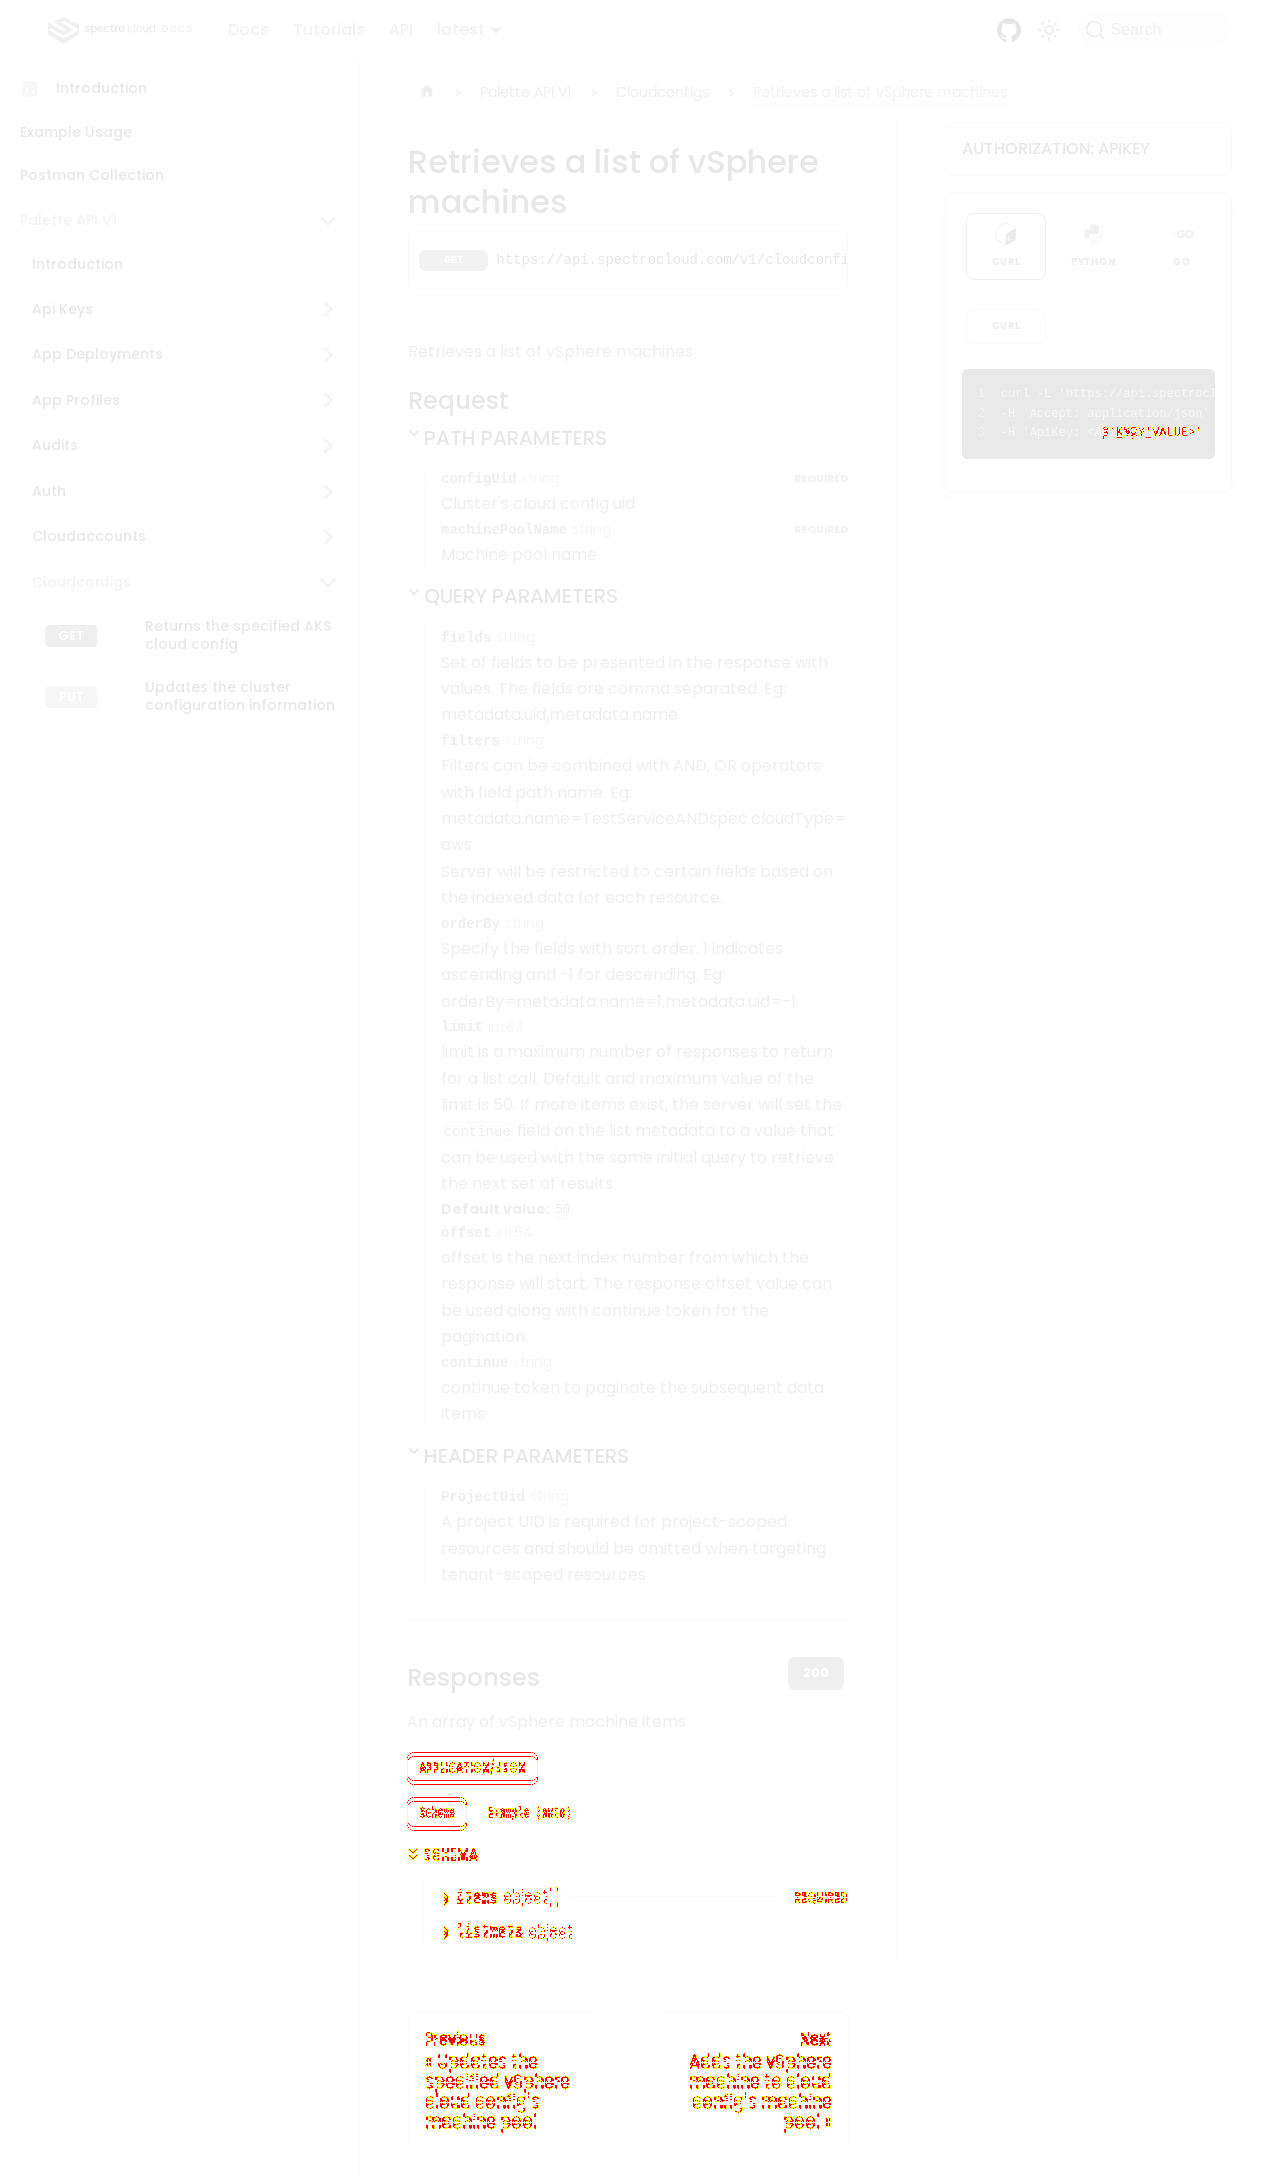 spectro cloud DOCS
Docs
Tutorials
API
latest
Search
Introduction
Example Usage
Postman Collection
Palette API V1
Introduction
Api Keys
App Deployments
App Profiles
Audits
Auth
Cloudaccounts
Cloudconfigs
GET
Returns the specified AKS
cloud config
PUT
Updates the cluster
configuration information
Palette API V1
Cloudconfigs
Retrieves a list of vSphere machines
Retrieves a list of vSphere
machines
GET https://api.spectrocloud.com/v1/cloudconfi
Retrieves a list of vSphere machines
Request
PATH PARAMETERS
configUid string REQUIRED
Cluster's cloud config uid
machinePoolName string REQUIRED
Machine pool name
QUERY PARAMETERS
fields string
Set of fields to be presented in the response with
values. The fields are comma separated. Eg:
metadata.uid,metadata.name
filters string
Filters can be combined with AND, OR operators
with field path name. Eg:
metadata.name=TestServiceANDspec.cloudType=
aws
Server will be restricted to certain fields based on
the indexed data for each resource.
orderBy string
Specify the fields with sort order. 1 indicates
ascending and -1 for descending. Eg:
orderBy=metadata.name=1,metadata.uid=-1
limit int64
limit is a maximum number of responses to return
for a list call. Default and maximum value of the
limit is 50. If more items exist, the server will set the
continue field on the list metadata to a value that
can be used with the same initial query to retrieve
the next set of results.
Default value: 50
offset int64
offset is the next index number from which the
response will start. The response offset value can
be used along with continue token for the
pagination.
continue string
continue token to paginate the subsequent data
items
HEADER PARAMETERS
ProjectUid string
A project UID is required for project-scoped
resources and should be omitted when targeting
tenant-scoped resources
Responses
200
An array of vSphere machine items
APPLICATION/JSON
Schema
Example (auto)
SCHEMA
items object[] REQUIRED
listmeta object
Previous
« Updates the
specified vSphere
cloud config's
machine pool
Next
Adds the vSphere
machine to cloud
config's machine
pool »
AUTHORIZATION: APIKEY
CURL
PYTHON
GO
GO
CURL
1 curl -L 'https://api.spectrocl
2 -H 'Accept: application/json'
3 -H 'ApiKey: